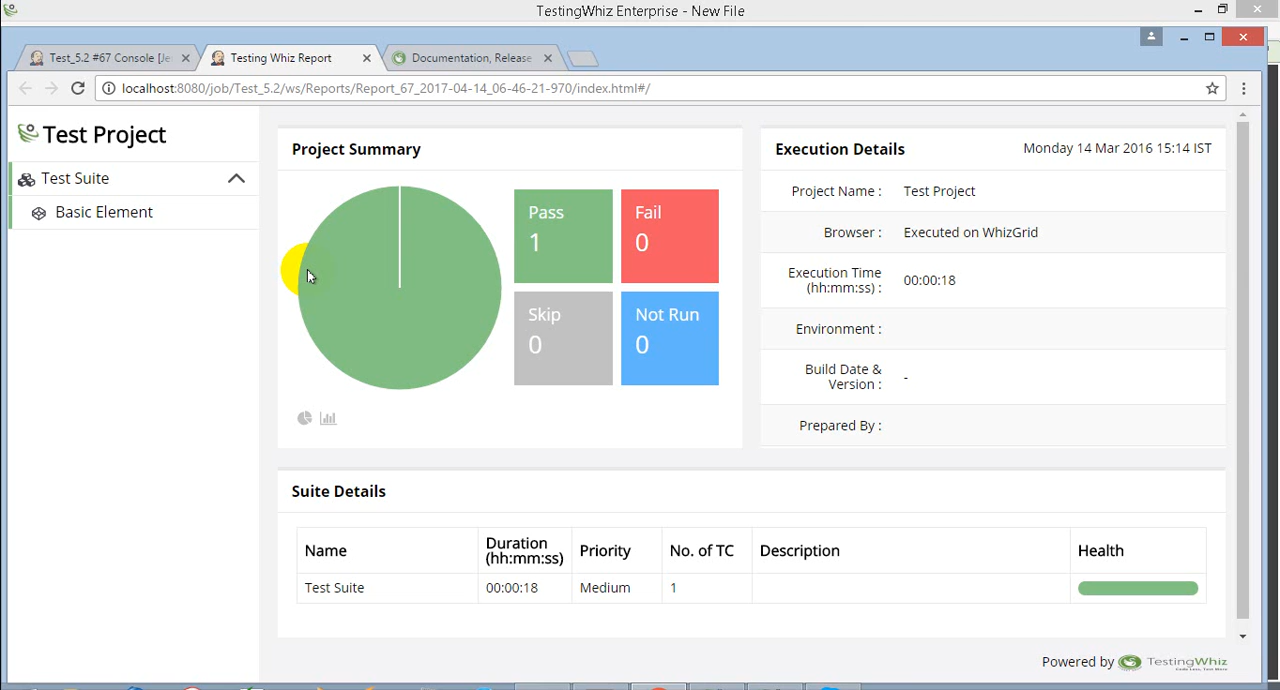 TestingWhiz Enterprise - New File
Test_5.2 #67 Console [Je
Testing Whiz Report
Documentation, Release
localhost:8080/job/Test_5.2/ws/Reports/Report_67_2017-04-14_06-46-21-970/index.html#/
Test Project
Test Suite
Basic Element
Project Summary
Pass
1
Fail
0
Skip
0
Not Run
0
Execution Details
Monday 14 Mar 2016 15:14 IST
Project Name :
Test Project
Browser :
Executed on WhizGrid
Execution Time
(hh:mm:ss) :
00:00:18
Environment :
Build Date &
Version :
-
Prepared By :
Suite Details
Name
Duration
(hh:mm:ss)
Priority
No. of TC
Description
Health
Test Suite
00:00:18
Medium
1
Powered by TestingWhiz